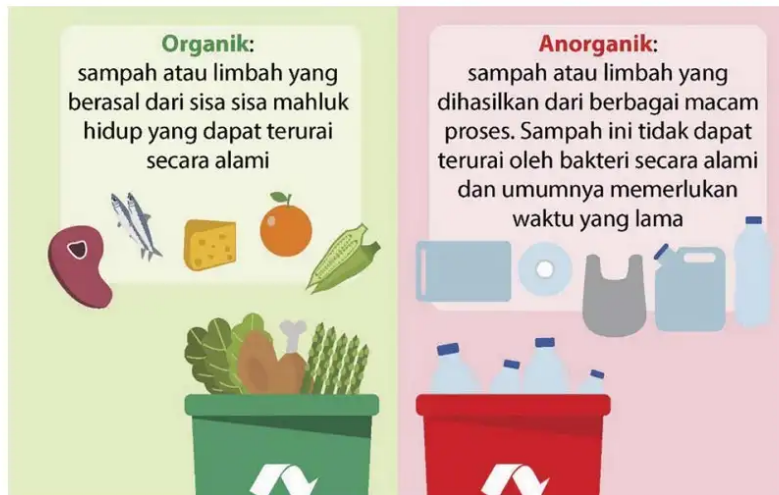 Organik:
sampah atau limbah yang
berasal dari sisa sisa mahluk
hidup yang dapat terurai
secara alami
Anorganik:
sampah atau limbah yang
dihasilkan dari berbagai macam
proses. Sampah ini tidak dapat
terurai oleh bakteri secara alami
dan umumnya memerlukan
waktu yang lama